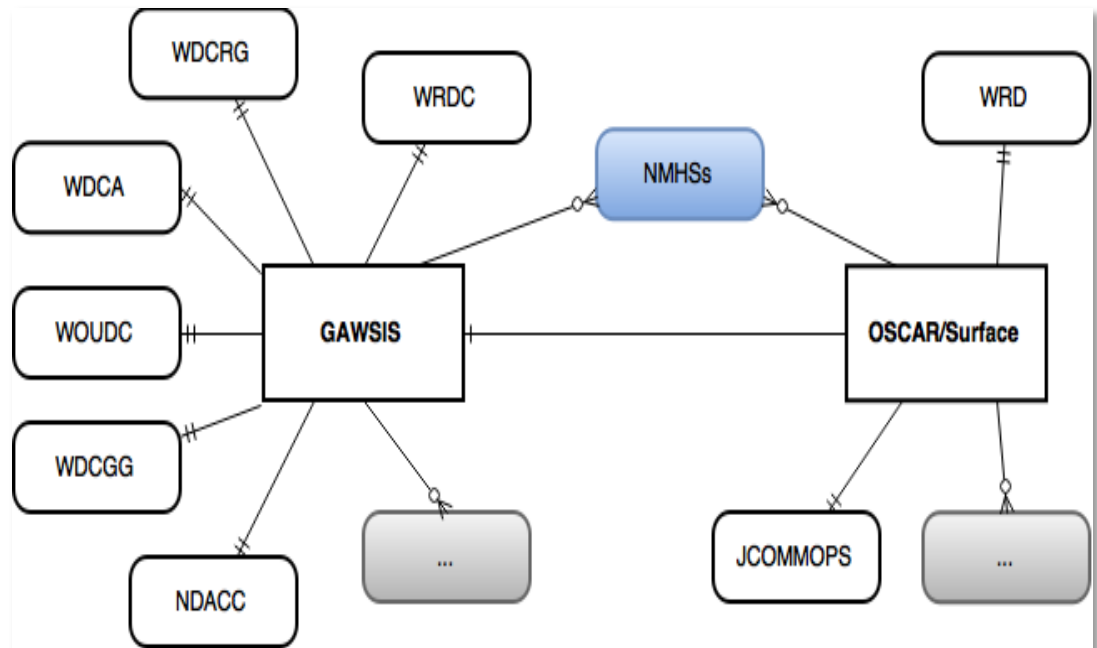 WDCRG
WRDC
WRD
NMHSs
WDCA
WOUDC
GAWSIS
OSCAR/Surface
WDCGG
NDACC
...
JCOMMOPS
...